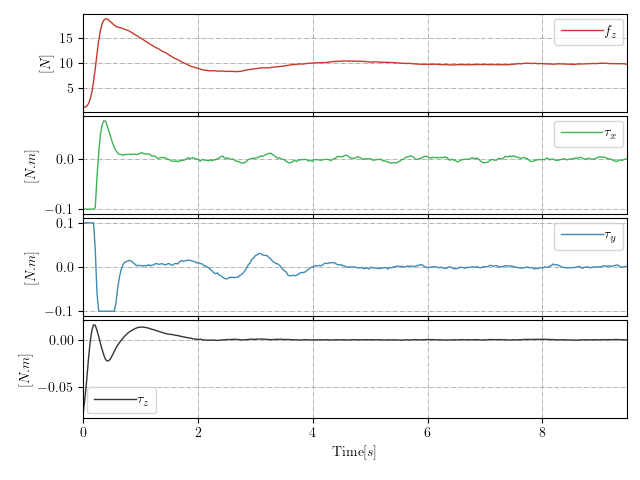 15
10
5
[N]
f_z
0.0
−0.1
[N.m]
τ_x
0.1
0.0
−0.1
[N.m]
τ_y
0.00
−0.05
[N.m]
τ_z
0 2 4 6 8
Time[s]